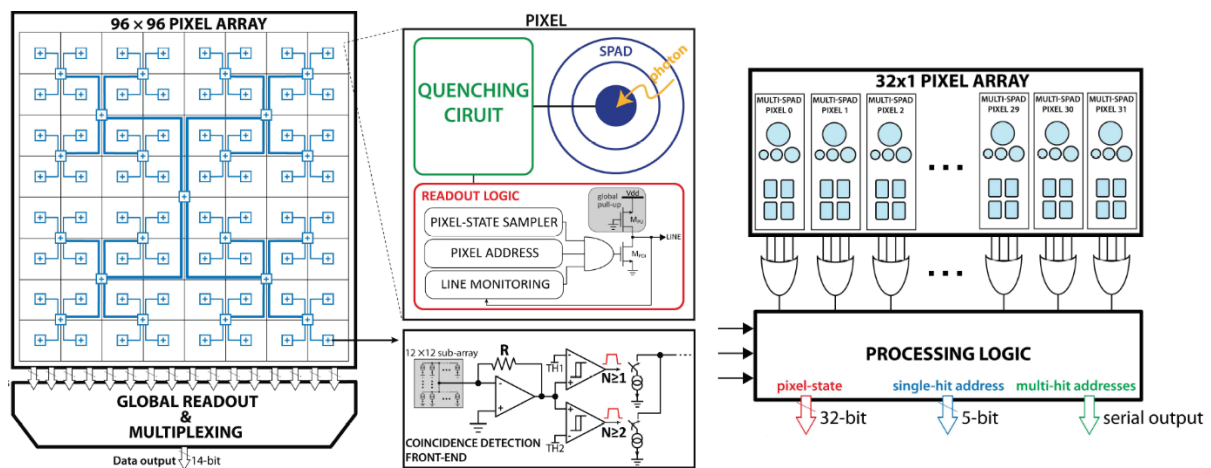 96 × 96 PIXEL ARRAY
GLOBAL READOUT
&
MULTIPLEXING
Data output
14-bit
PIXEL
QUENCHING
CIRUIT
SPAD
photon
READOUT LOGIC
PIXEL-STATE SAMPLER
PIXEL ADDRESS
LINE MONITORING
global
pull-up
Vdd
MPU
MPDI
LINE
12 ×12 sub-array
R
TH1
N≥1
TH2
N≥2
COINCIDENCE DETECTION
FRONT-END
32x1 PIXEL ARRAY
MULTI-SPAD
PIXEL 0
MULTI-SPAD
PIXEL 1
MULTI-SPAD
PIXEL 2
MULTI-SPAD
PIXEL 29
MULTI-SPAD
PIXEL 30
MULTI-SPAD
PIXEL 31
PROCESSING LOGIC
pixel-state
single-hit address
multi-hit addresses
32-bit
5-bit
serial output